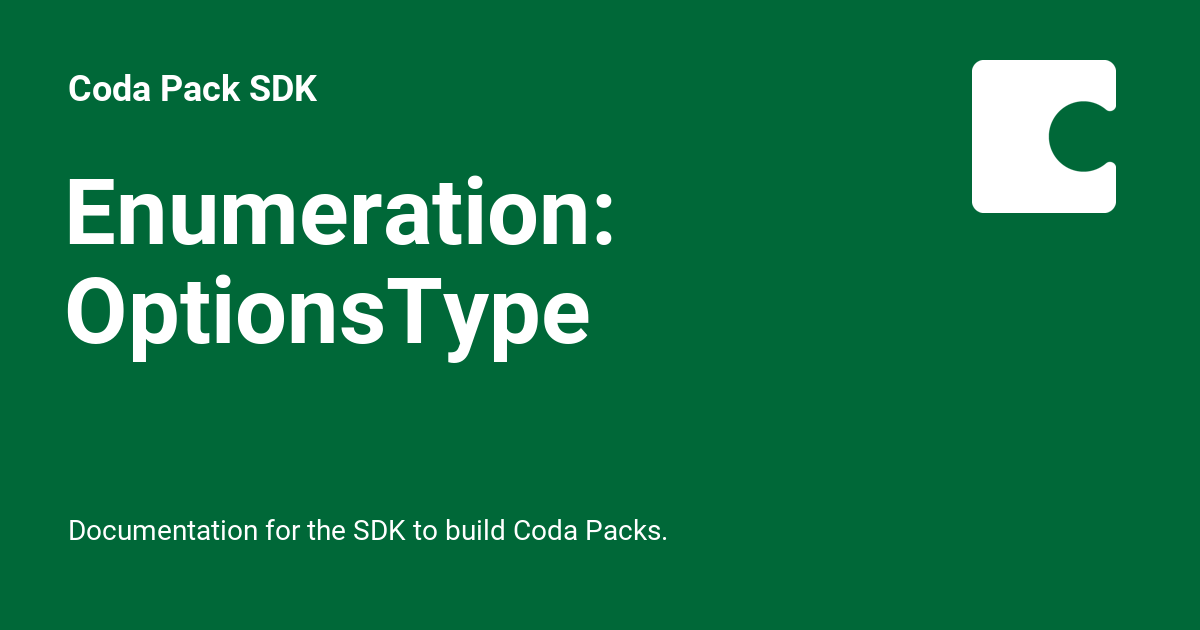 Coda Pack SDK
Enumeration:
OptionsType
Documentation for the SDK to build Coda Packs.